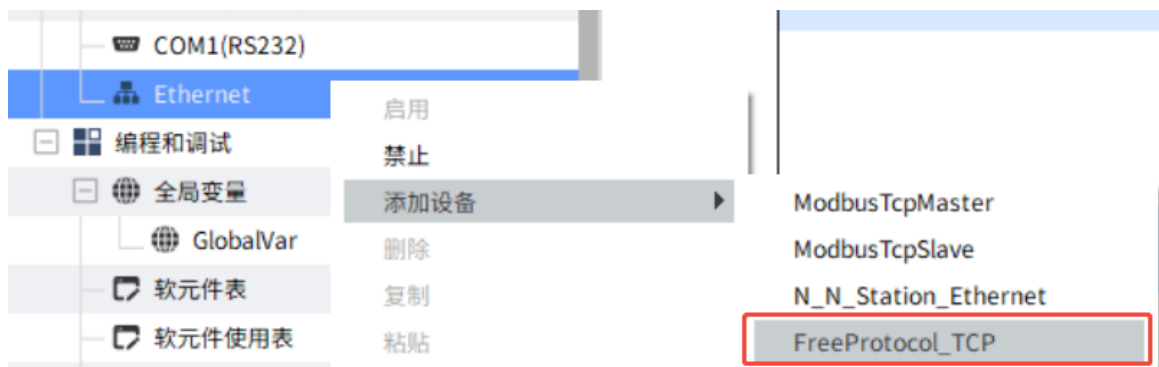 COM1(RS232)
Ethernet
编程和调试
全局变量
GlobalVar
软元件表
软元件使用表
启用
禁止
添加设备
删除
复制
粘贴
ModbusTcpMaster
ModbusTcpSlave
N_N_Station_Ethernet
FreeProtocol_TCP